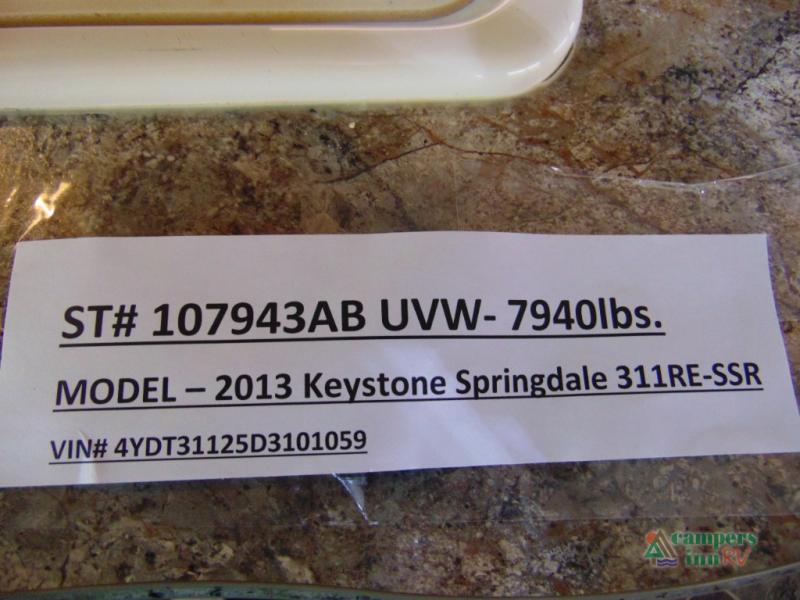 ST# 107943AB UVW- 7940lbs.
MODEL – 2013 Keystone Springdale 311RE-SSR
VIN# 4YDT31125D3101059
campers
inn RV